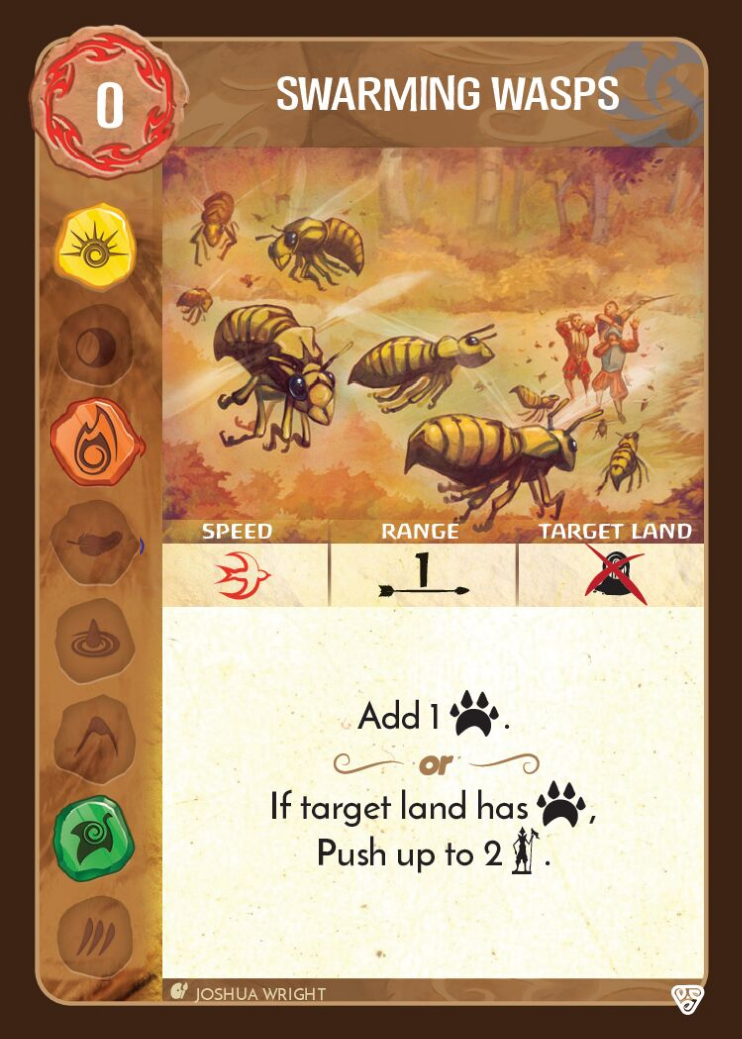 0
SWARMING WASPS
SPEED RANGE TARGET LAND
1
Add 1 .
or
If target land has ,
Push up to 2 .
JOSHUA WRIGHT